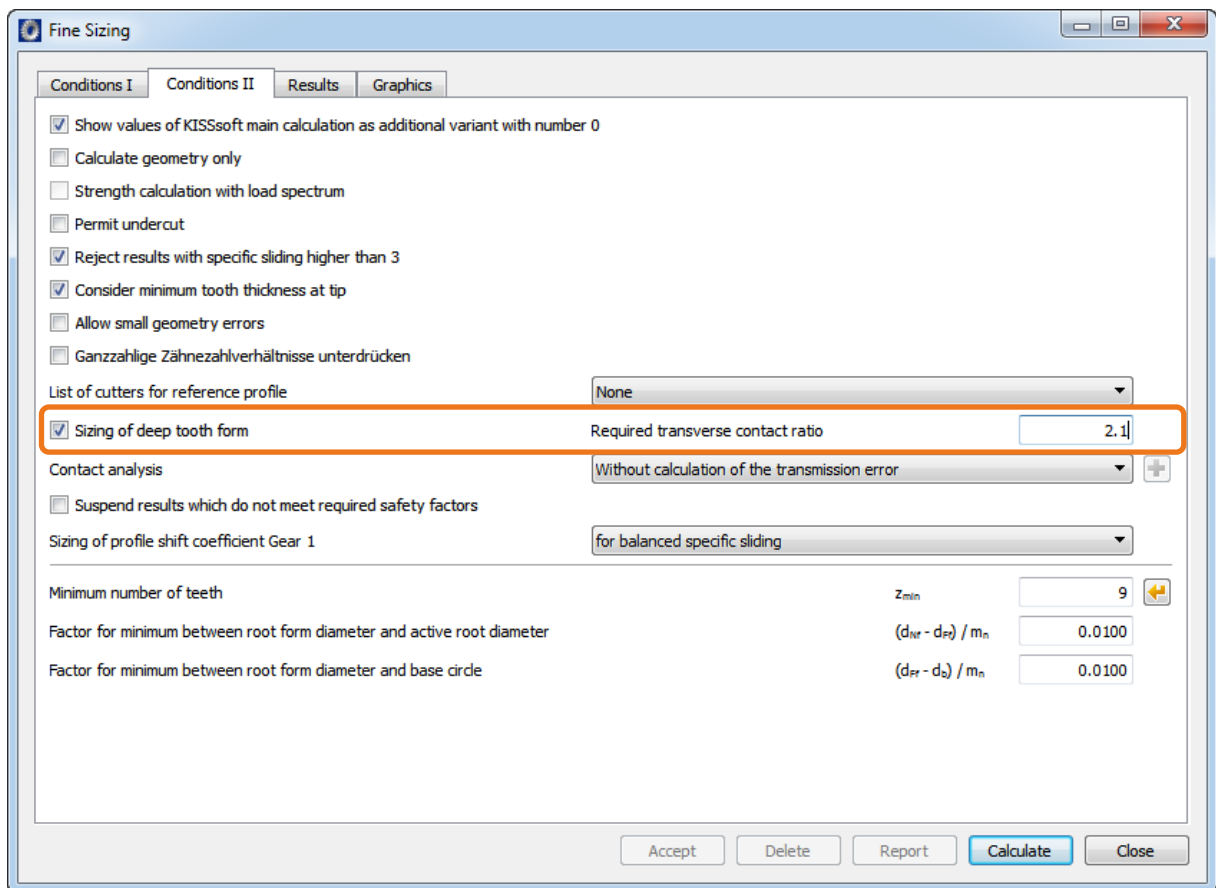 Fine Sizing
Conditions I Conditions II Results Graphics
Show values of KISSsoft main calculation as additional variant with number 0
Calculate geometry only
Strength calculation with load spectrum
Permit undercut
Reject results with specific sliding higher than 3
Consider minimum tooth thickness at tip
Allow small geometry errors
Ganzzahlige Zähnezahlverhältnisse unterdrücken
List of cutters for reference profile None
Sizing of deep tooth form Required transverse contact ratio 2.1
Contact analysis Without calculation of the transmission error
Suspend results which do not meet required safety factors
Sizing of profile shift coefficient Gear 1 for balanced specific sliding
Minimum number of teeth zmin 9
Factor for minimum between root form diameter and active root diameter (dNf - dFf) / mn 0.0100
Factor for minimum between root form diameter and base circle (dFf - db) / mn 0.0100
Accept Delete Report Calculate Close